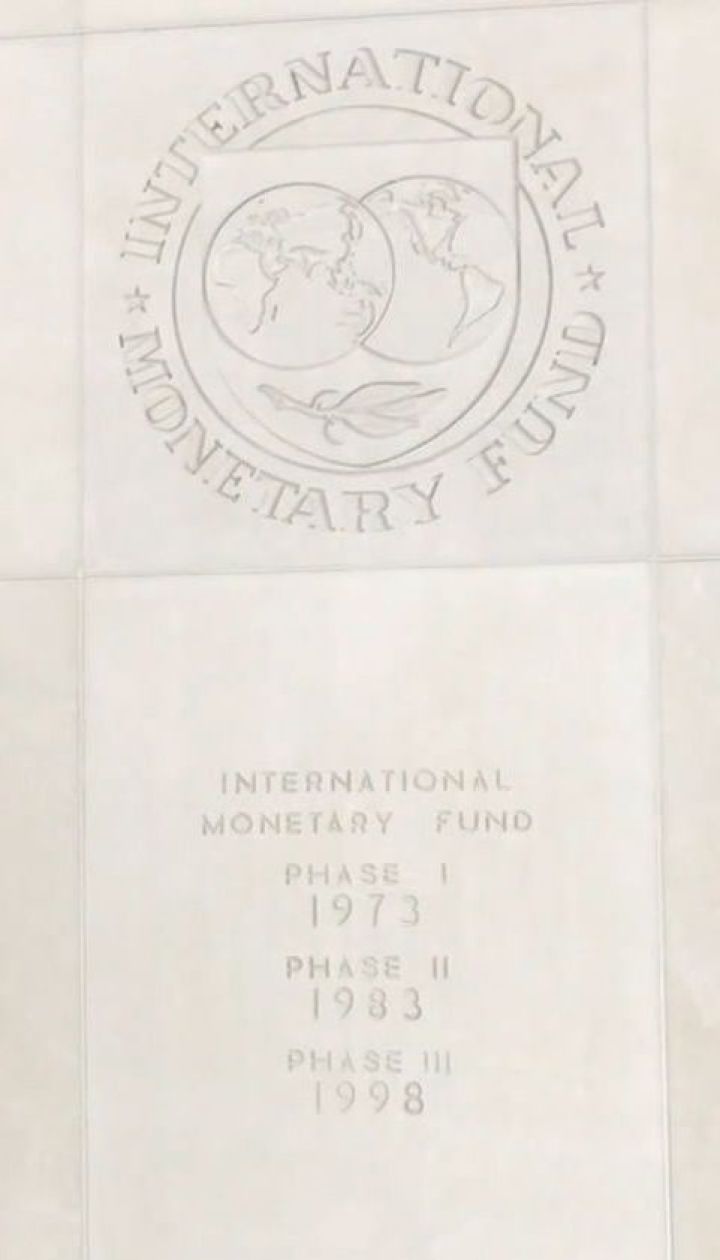 INTERNATIONAL
MONETARY FUND
INTERNATIONAL
MONETARY FUND
PHASE I
1973
PHASE II
1983
PHASE III
1998